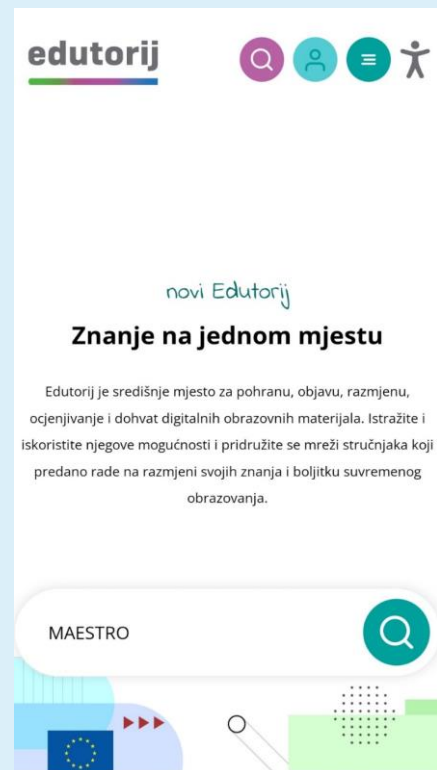 edutorij
novi Edutorij
Znanje na jednom mjestu
Edutorij je središnje mjesto za pohranu, objavu, razmjenu,
ocjenjivanje i dohvat digitalnih obrazovnih materijala. Istražite i
iskoristite njegove mogućnosti i pridružite se mreži stručnjaka koji
predano rade na razmjeni svojih znanja i boljitku suvremenog
obrazovanja.
MAESTRO